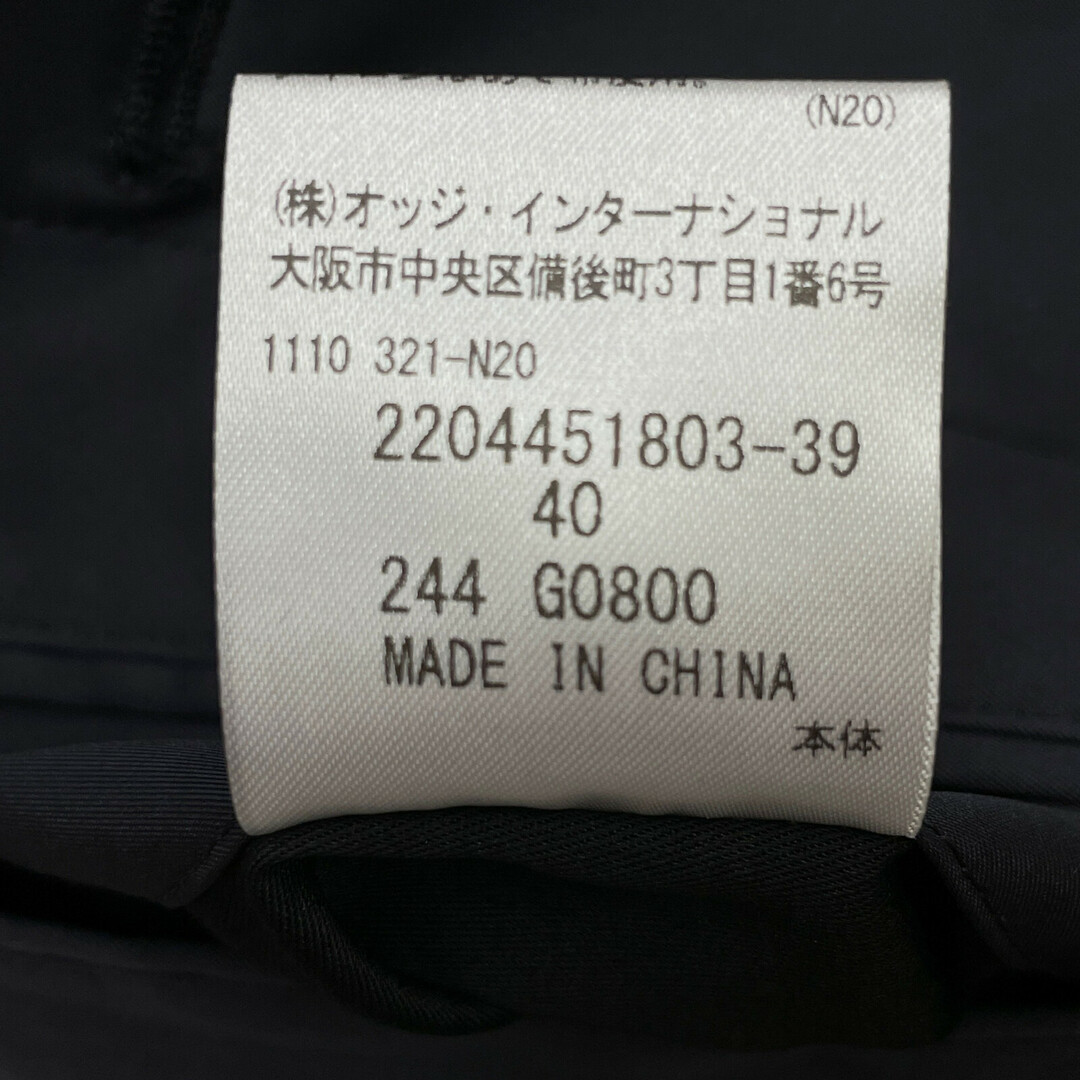 (N20)
(株)オッジ・インターナショナル
大阪市中央区備後町3丁目1番6号
1110 321-N20
2204451803-39
40
244 G0800
MADE IN CHINA
本体